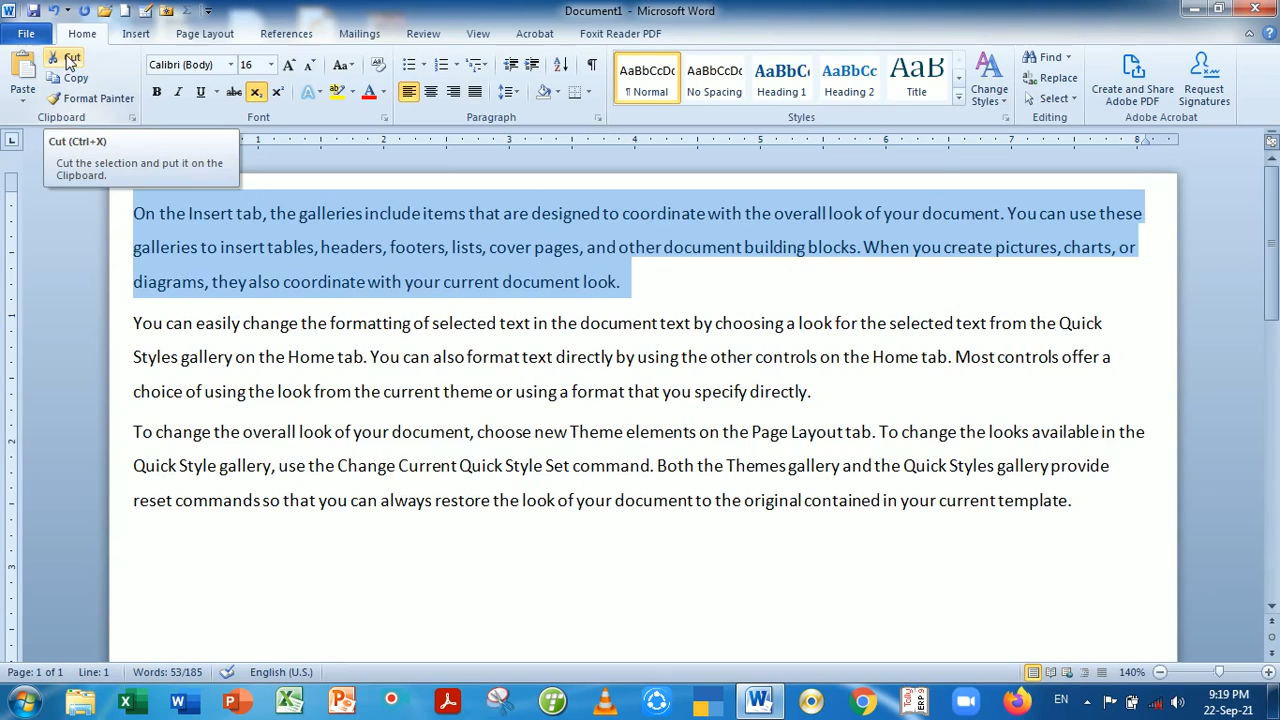 Document1 - Microsoft Word
File Home Insert Page Layout References Mailings Review View Acrobat Foxit Reader PDF
Paste
Cut
Copy
Format Painter
Clipboard
Calibri (Body) 16
Font
Paragraph
AaBbCcDc AaBbCcDc AaBbCc AaBbCc AaB
¶ Normal No Spacing Heading 1 Heading 2 Title
Change Styles
Styles
Find
Replace
Select
Editing
Create and Share Adobe PDF
Request Signatures
Adobe Acrobat
Cut (Ctrl+X)
Cut the selection and put it on the
Clipboard.
1 2 3 4 5 6 7 8
On the Insert tab, the galleries include items that are designed to coordinate with the overall look of your document. You can use these
galleries to insert tables, headers, footers, lists, cover pages, and other document building blocks. When you create pictures, charts, or
diagrams, they also coordinate with your current document look.
You can easily change the formatting of selected text in the document text by choosing a look for the selected text from the Quick
Styles gallery on the Home tab. You can also format text directly by using the other controls on the Home tab. Most controls offer a
choice of using the look from the current theme or using a format that you specify directly.
To change the overall look of your document, choose new Theme elements on the Page Layout tab. To change the looks available in the
Quick Style gallery, use the Change Current Quick Style Set command. Both the Themes gallery and the Quick Styles gallery provide
reset commands so that you can always restore the look of your document to the original contained in your current template.
Page: 1 of 1 Line: 1 Words: 53/185 English (U.S.) 140%
EN
9:19 PM
22-Sep-21